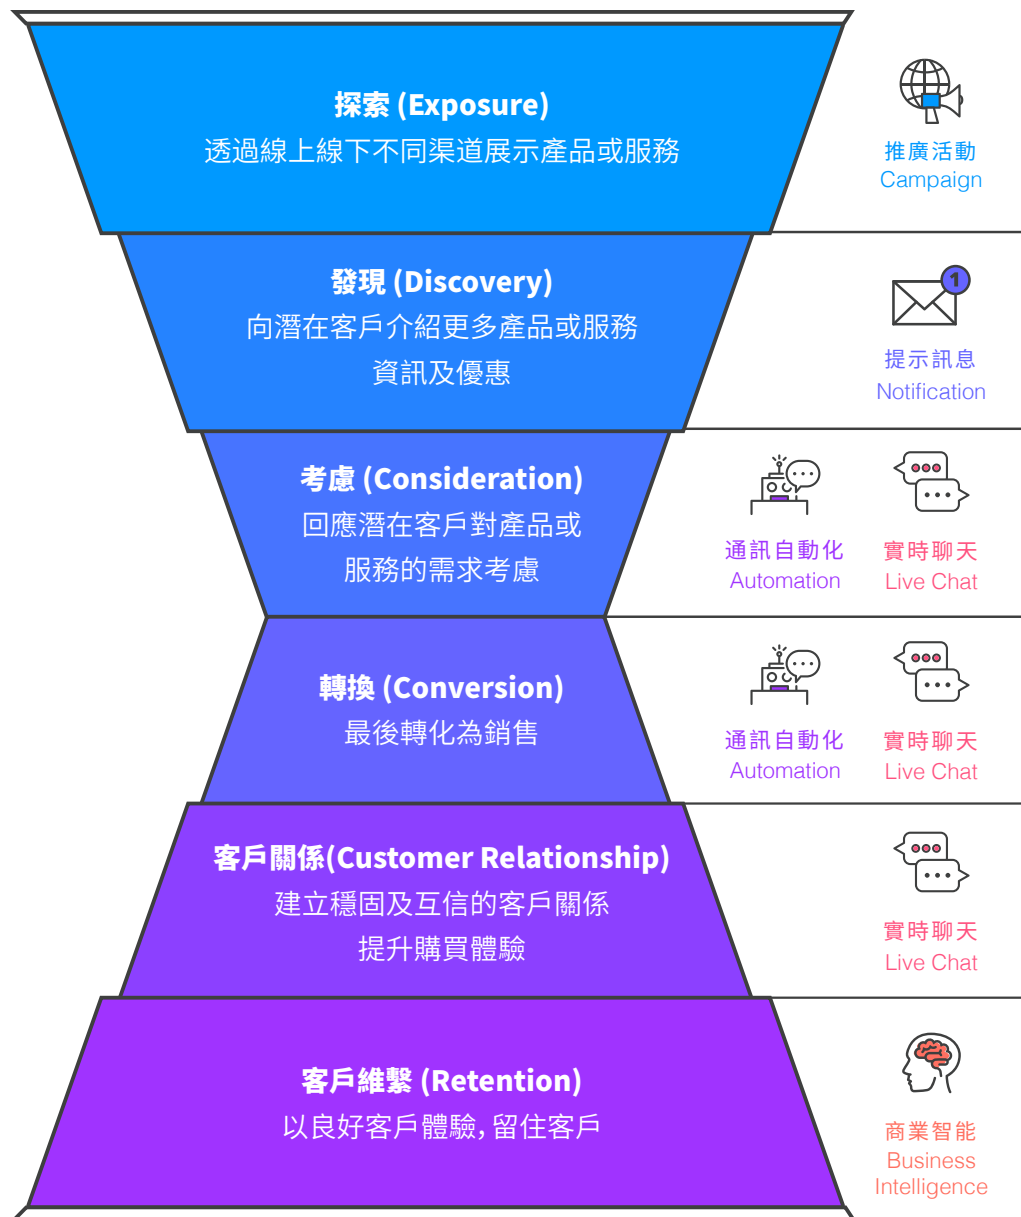 探索 (Exposure)
透過線上線下不同渠道展示產品或服務
推廣活動
Campaign
發現 (Discovery)
向潛在客戶介紹更多產品或服務
資訊及優惠
1
提示訊息
Notification
考慮 (Consideration)
回應潛在客戶對產品或
服務的需求考慮
通訊自動化
Automation
實時聊天
Live Chat
轉換 (Conversion)
最後轉化為銷售
通訊自動化
Automation
實時聊天
Live Chat
客戶關係(Customer Relationship)
建立穩固及互信的客戶關係
提升購買體驗
實時聊天
Live Chat
客戶維繫 (Retention)
以良好客戶體驗，留住客戶
商業智能
Business
Intelligence